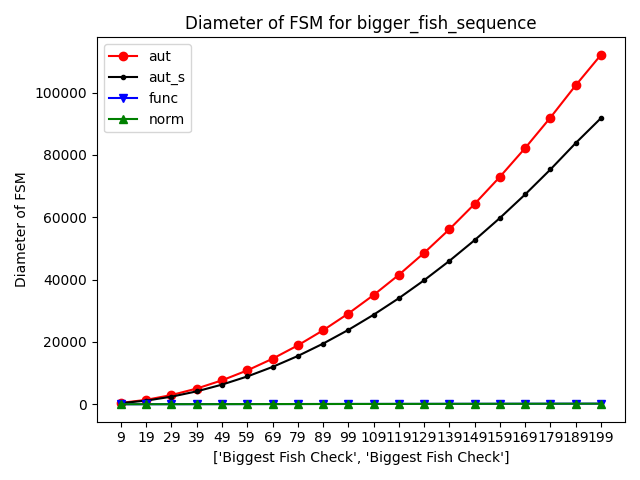 Diameter of FSM for bigger_fish_sequence
aut
aut_s
func
norm
Diameter of FSM
100000
80000
60000
40000
20000
0
9 19 29 39 49 59 69 79 89 99 109 119 129 139 149 159 169 179 189 199
['Biggest Fish Check', 'Biggest Fish Check']